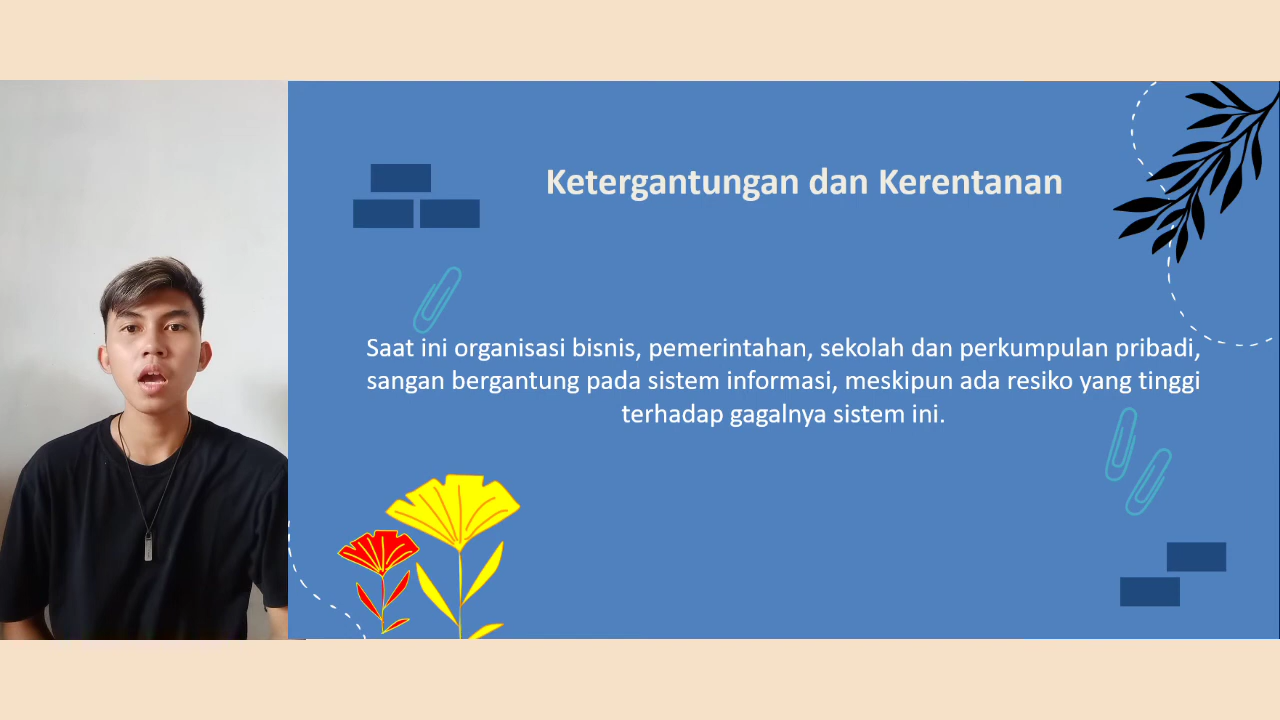 Ketergantungan dan Kerentanan
Saat ini organisasi bisnis, pemerintahan, sekolah dan perkumpulan pribadi,
sangan bergantung pada sistem informasi, meskipun ada resiko yang tinggi
terhadap gagalnya sistem ini.